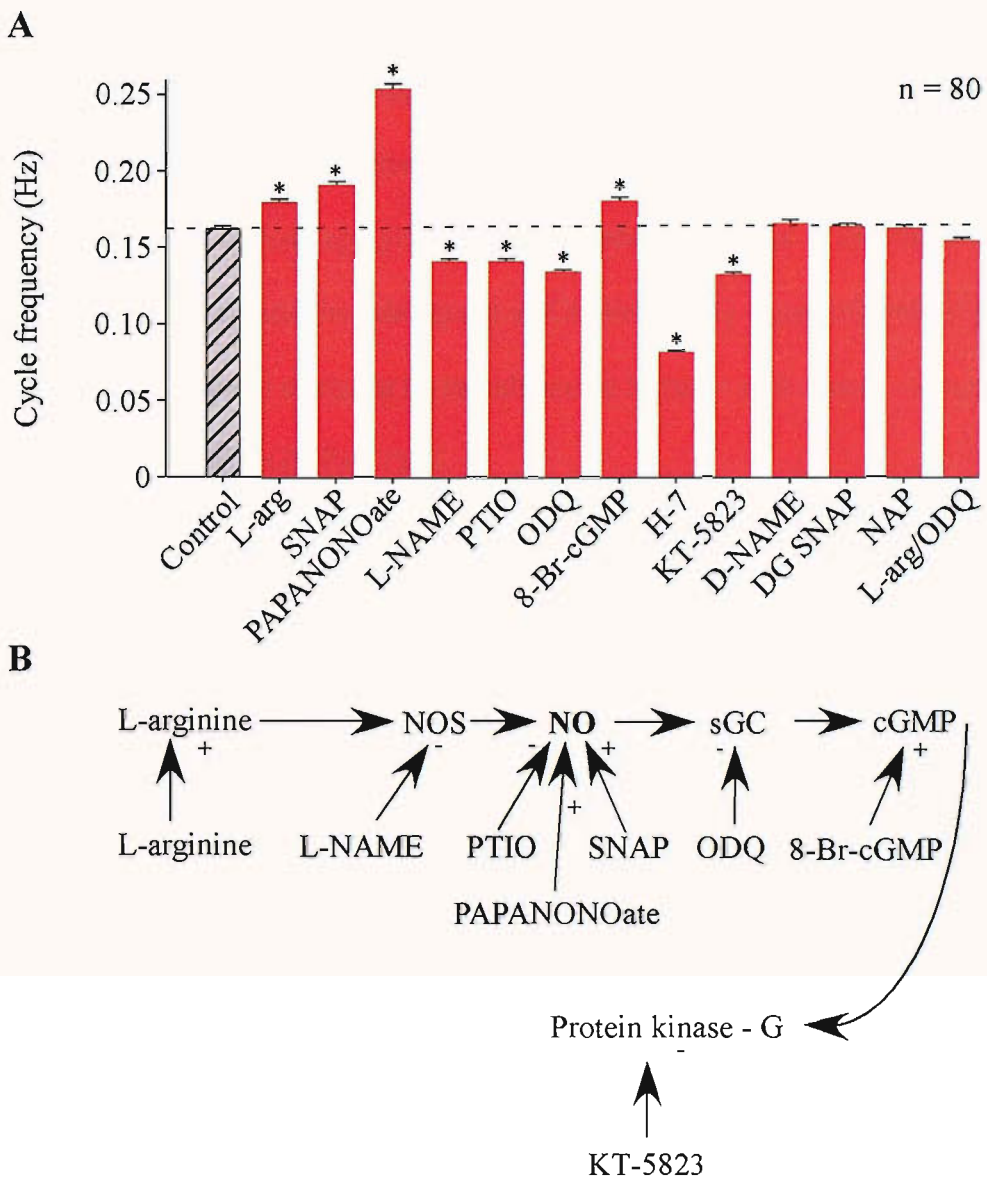 A
n = 80
Cycle frequency (Hz)
0.25
0.20
0.15
0.10
0.05
0
* * * * * * * * *
Control
L-arg
SNAP
PAPANONOate
L-NAME
PTIO
ODQ
8-Br-cGMP
H-7
KT-5823
D-NAME
DG SNAP
NAP
L-arg/ODQ
B
L-arginine NOS NO sGC cGMP
+ - - + - +
+
L-arginine L-NAME PTIO SNAP ODQ 8-Br-cGMP
PAPANONOate
Protein kinase - G
-
KT-5823